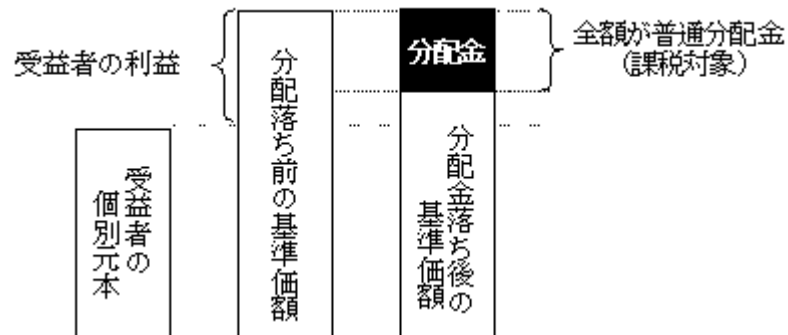 受益者の利益
受益者の
個別元本
分配落ち前の基準価額
分配金
分配金落ち後の
基準価額
全額が普通分配金
(課税対象)